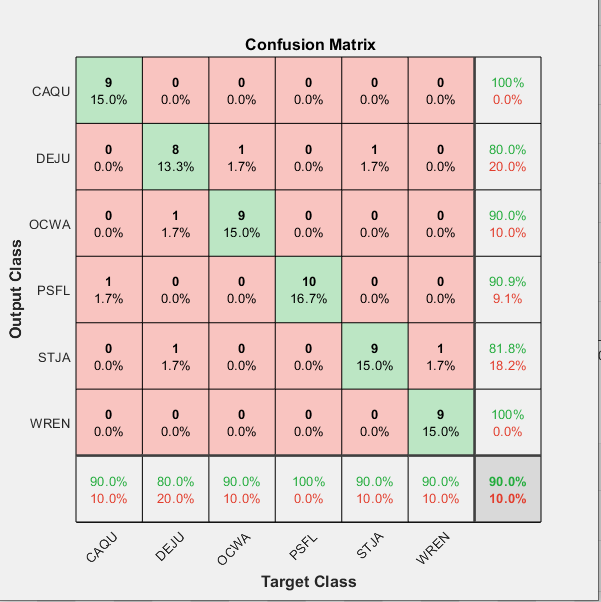 Confusion Matrix
CAQU
9 0 0 0 0 0 100%
15.0% 0.0% 0.0% 0.0% 0.0% 0.0% 0.0%
DEJU
0 8 1 0 1 0 80.0%
0.0% 13.3% 1.7% 0.0% 1.7% 0.0% 20.0%
OCWA
0 1 9 0 0 0 90.0%
0.0% 1.7% 15.0% 0.0% 0.0% 0.0% 10.0%
PSFL
1 0 0 10 0 0 90.9%
1.7% 0.0% 0.0% 16.7% 0.0% 0.0% 9.1%
STJA
0 1 0 0 9 1 81.8%
0.0% 1.7% 0.0% 0.0% 15.0% 1.7% 18.2%
WREN
0 0 0 0 0 9 100%
0.0% 0.0% 0.0% 0.0% 0.0% 15.0% 0.0%
90.0% 80.0% 90.0% 100% 90.0% 90.0% 90.0%
10.0% 20.0% 10.0% 0.0% 10.0% 10.0% 10.0%
CAQU DEJU OCWA PSFL STJA WREN
Target Class
Output Class